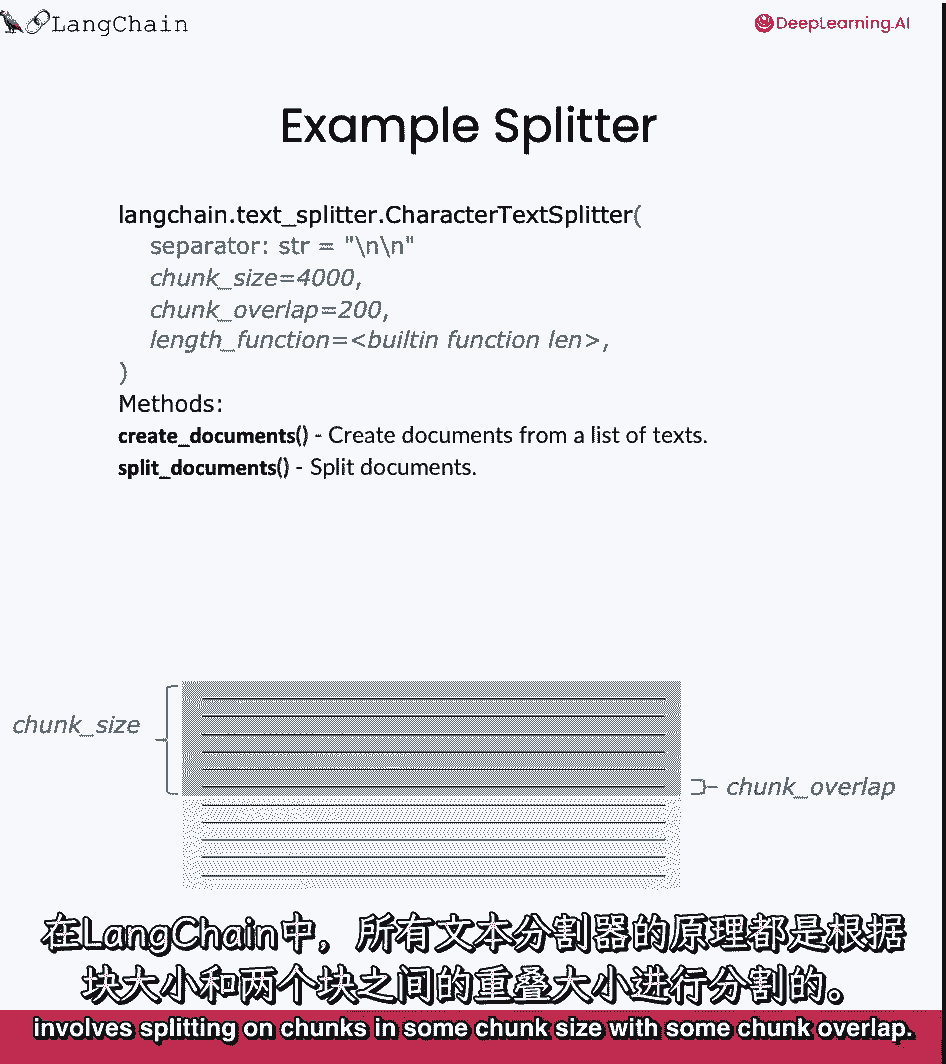 LangChain
DeepLearning.AI
Example Splitter
langchain.text_splitter.CharacterTextSplitter(
separator: str = "\n\n"
chunk_size=4000,
chunk_overlap=200,
length_function=<builtin function len>,
)
Methods:
create_documents() - Create documents from a list of texts.
split_documents() - Split documents.
chunk_size
chunk_overlap
在LangChain中，所有文本分割器的原理都是根据
块大小和两个块之间的重叠大小进行分割的。
involves splitting on chunks in some chunk size with some chunk overlap.